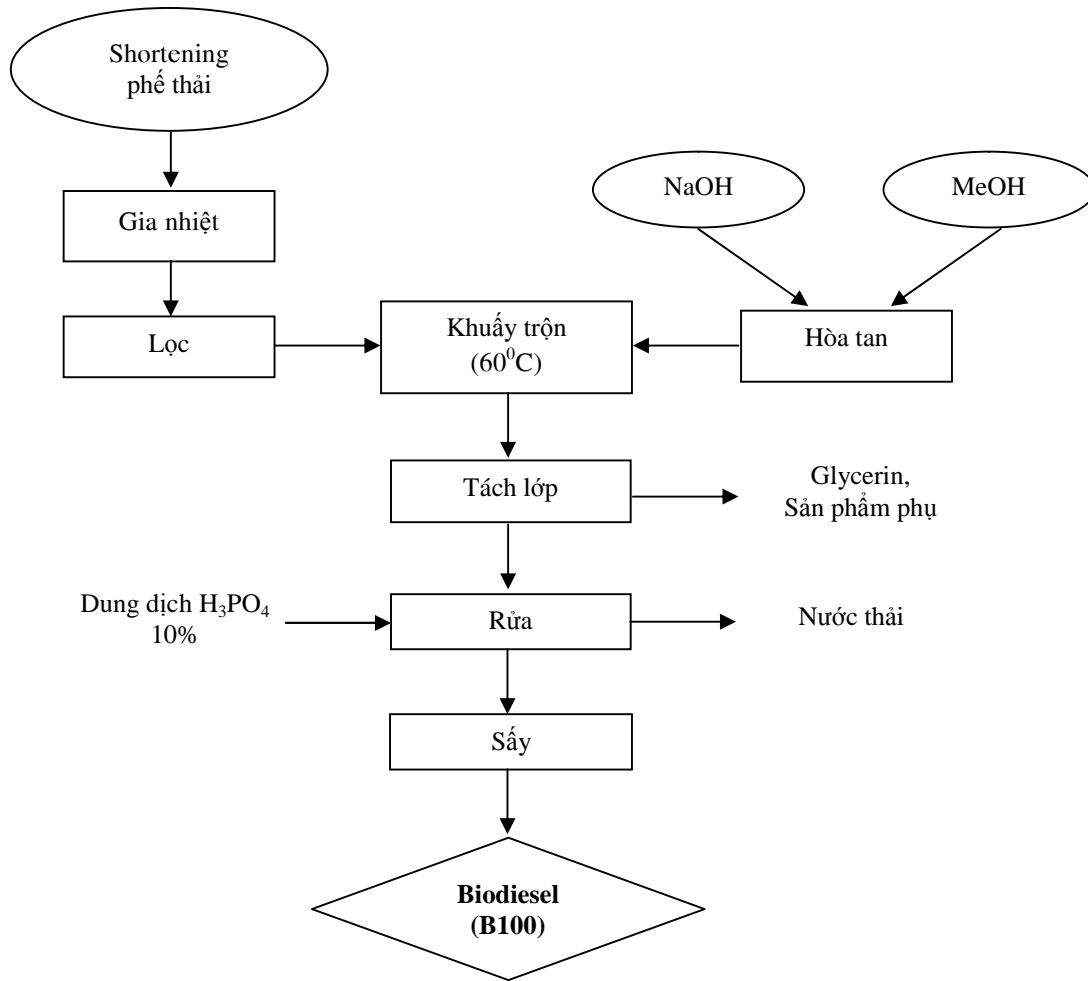 Shortening
phế thải
NaOH
MeOH
Gia nhiệt
Lọc
Khuấy trộn
(60⁰C)
Hòa tan
Tách lớp
Glycerin,
Sản phẩm phụ
Dung dịch H₃PO₄
10%
Rửa
Nước thải
Sấy
Biodiesel
(B100)